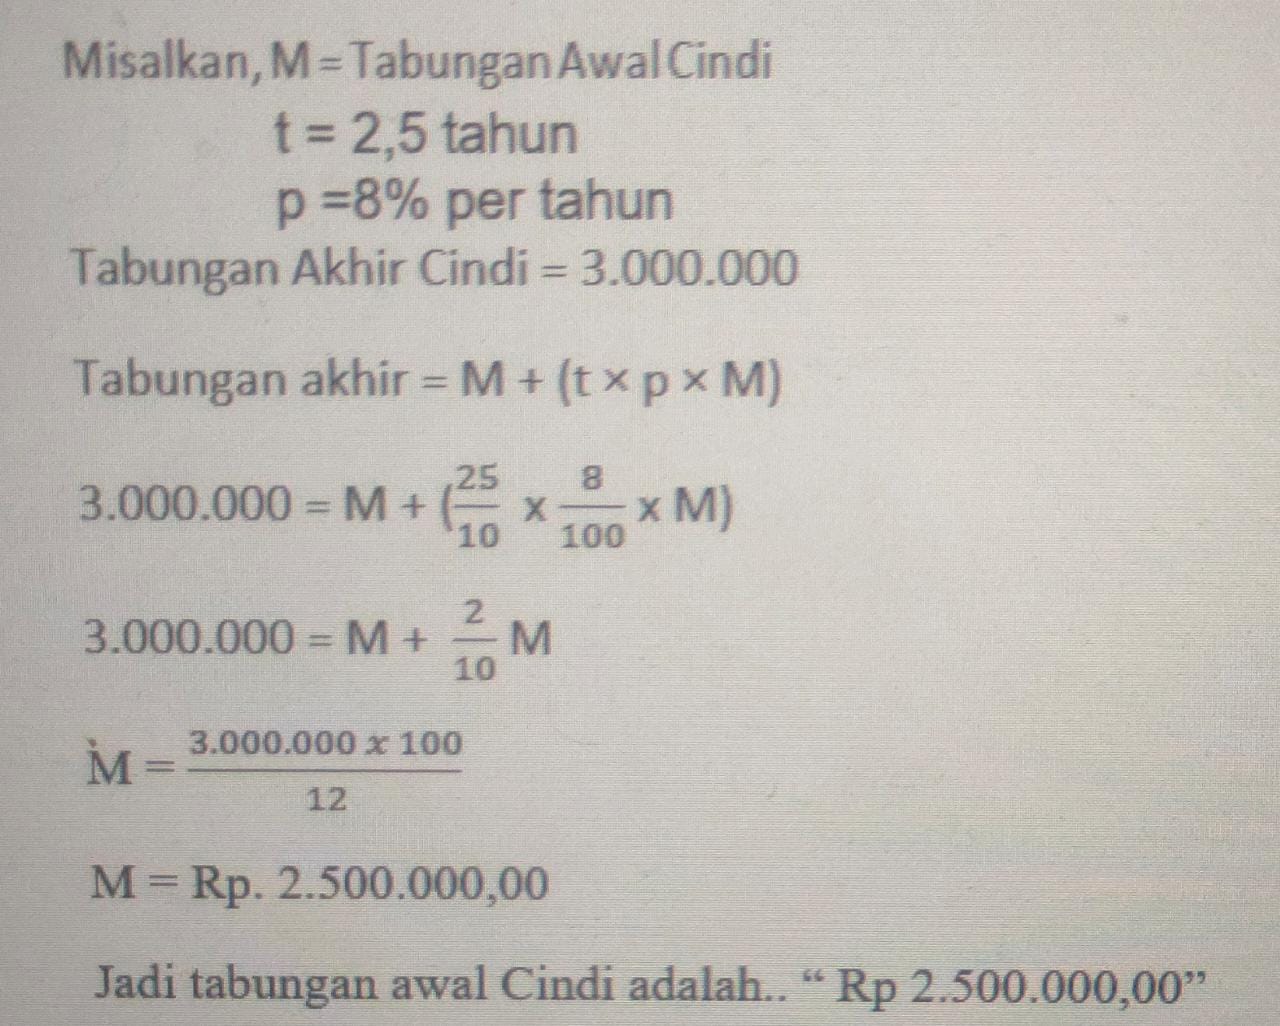 Misalkan, M = Tabungan Awal Cindi
t = 2,5 tahun
p =8% per tahun
Tabungan Akhir Cindi = 3.000.000
Tabungan akhir = M + (t × p × M)
3.000.000 = M + (25/10 x 8/100 x M)
3.000.000 = M + 2/10 M
M = 3.000.000 x 100 / 12
M = Rp. 2.500.000,00
Jadi tabungan awal Cindi adalah.. “ Rp 2.500.000,00”